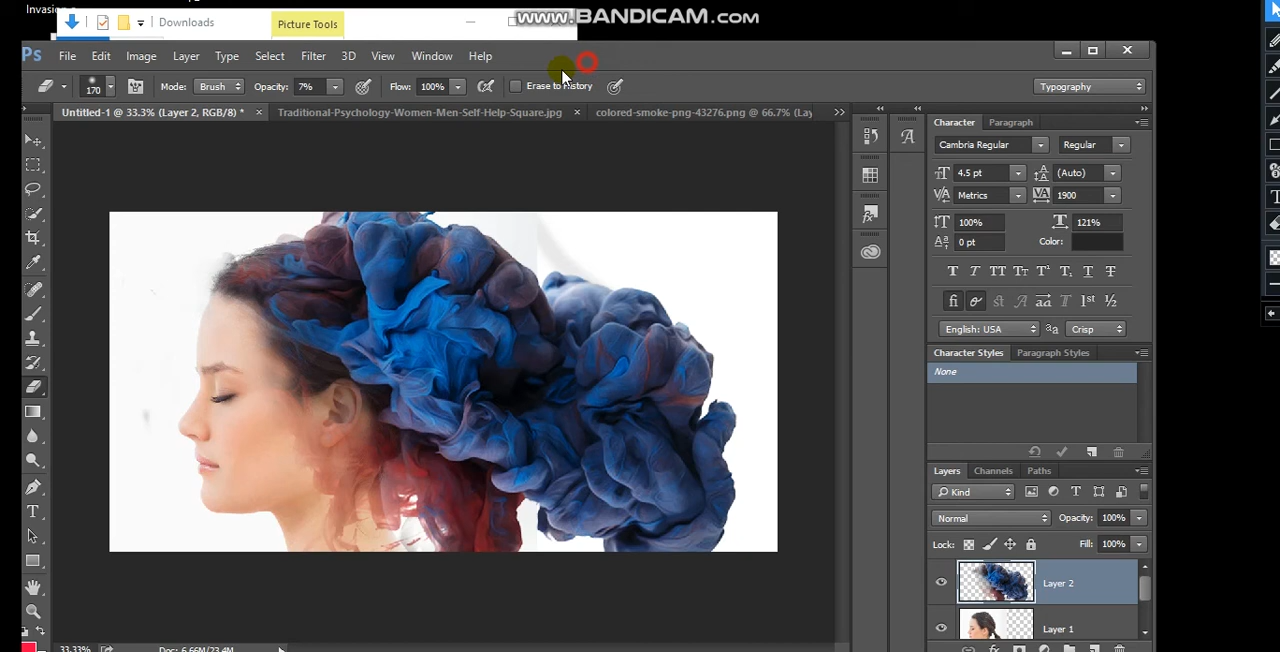 Invasion
www.BANDICAM.com
Downloads
Picture Tools
Ps File Edit Image Layer Type Select Filter 3D View Window Help
170 Mode: Brush Opacity: 7% Flow: 100% Erase to History Typography
Untitled-1 @ 33.3% (Layer 2, RGB/8) * × Traditional-Psychology-Women-Men-Self-Help-Square.jpg × colored-smoke-png-43276.png @ 66.7% (Lay
Character Paragraph
Cambria Regular Regular
4.5 pt (Auto)
Metrics 1900
100% 121%
0 pt Color:
English: USA Crisp
Character Styles Paragraph Styles
None
Layers Channels Paths
Kind
Normal Opacity: 100%
Lock: Fill: 100%
Layer 2
Layer 1
33.33% Doc: 6.66M/23.4M